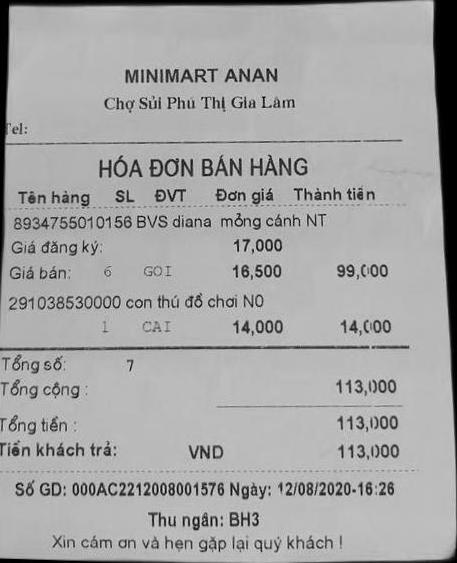 MINIMART ANAN
Chợ Sủi Phú Thị Gia Lâm
Tel:
HÓA ĐƠN BÁN HÀNG
Tên hàng SL ĐVT Đơn giá Thành tiền
8934755010156 BVS diana mỏng cánh NT
Giá đăng ký: 17,000
Giá bán: 6 GOI 16,500 99,000
291038530000 con thú đồ chơi N0
1 CAI 14,000 14,000
Tổng số: 7
Tổng cộng : 113,000
Tổng tiền : 113,000
Tiền khách trả: VND 113,000
Số GD: 000AC2212008001576 Ngày: 12/08/2020-16:26
Thu ngân: BH3
Xin cám ơn và hẹn gặp lại quý khách !